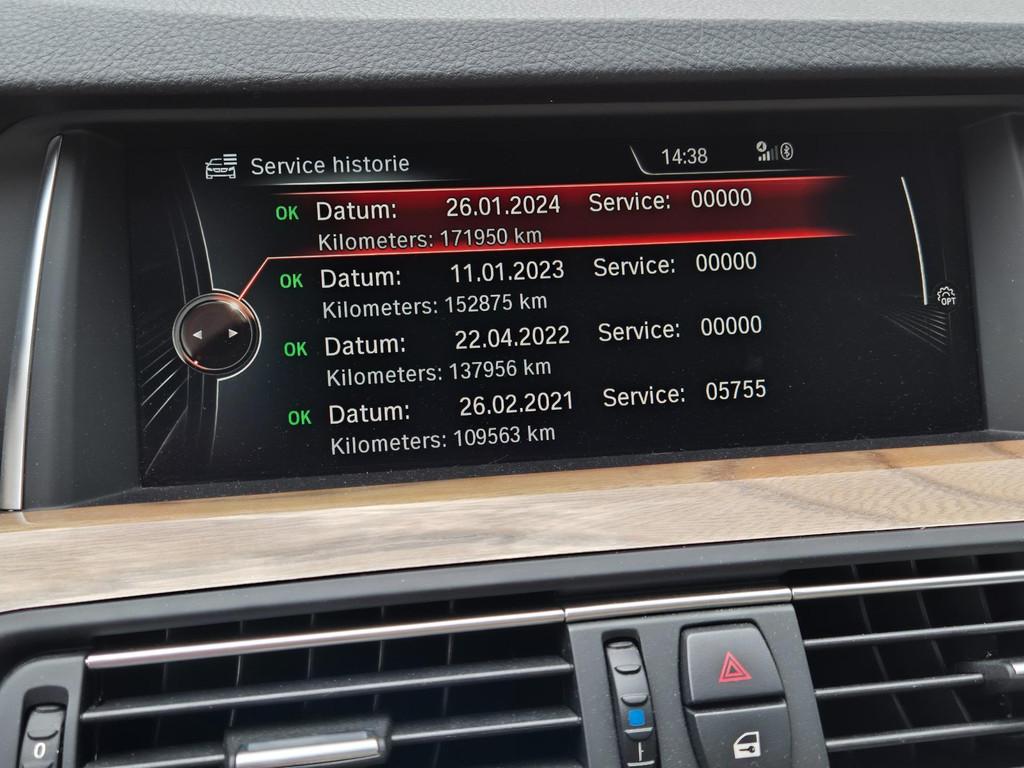 Service historie
14:38
OK Datum: 26.01.2024 Service: 00000
Kilometers: 171950 km
OK Datum: 11.01.2023 Service: 00000
Kilometers: 152875 km
OK Datum: 22.04.2022 Service: 00000
Kilometers: 137956 km
OK Datum: 26.02.2021 Service: 05755
Kilometers: 109563 km
OPT
0